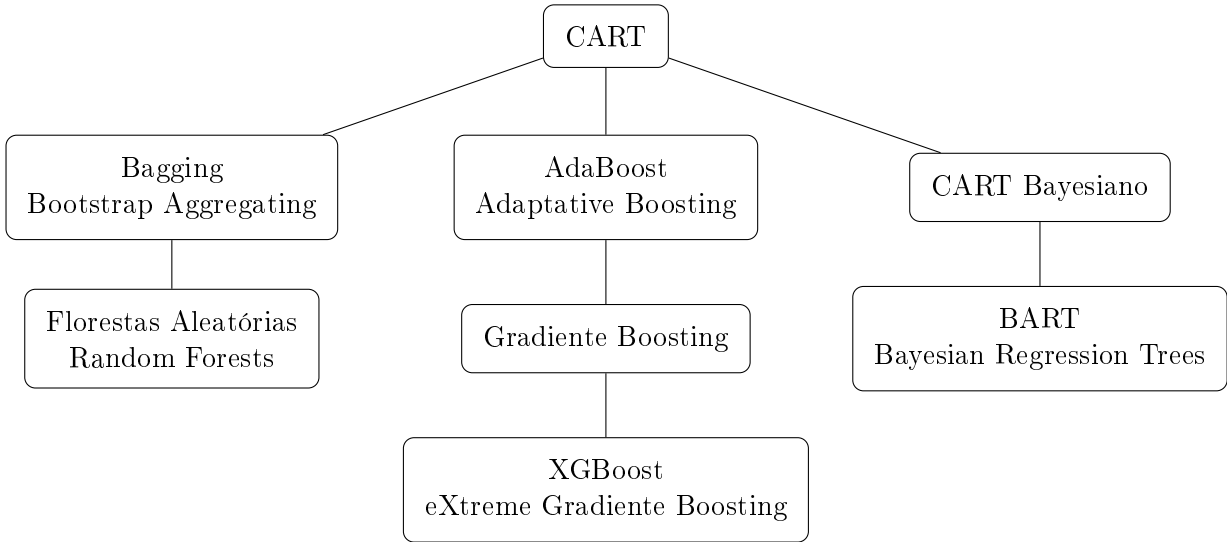 CART
Bagging
Bootstrap Aggregating
AdaBoost
Adaptative Boosting
CART Bayesiano
Florestas Aleatórias
Random Forests
Gradiente Boosting
BART
Bayesian Regression Trees
XGBoost
eXtreme Gradiente Boosting